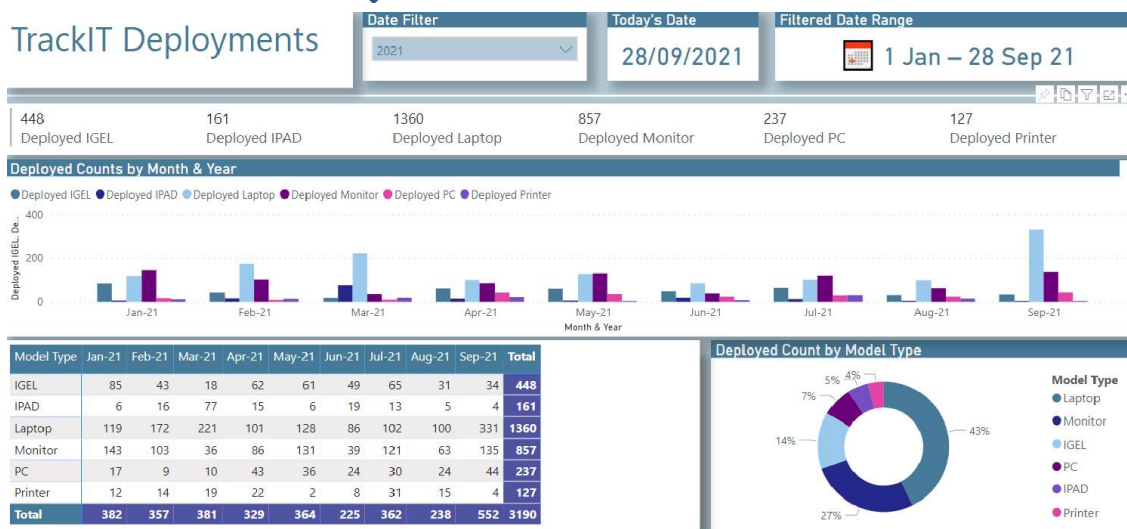 TrackIT Deployments
Date Filter
2021
Today's Date
28/09/2021
Filtered Date Range
1 Jan – 28 Sep 21
448 161 1360 857 237 127
Deployed IGEL Deployed IPAD Deployed Laptop Deployed Monitor Deployed PC Deployed Printer
Deployed Counts by Month & Year
Deployed IGEL Deployed IPAD Deployed Laptop Deployed Monitor Deployed PC Deployed Printer
Deployed IGEL, De...
400
200
0
Jan-21 Feb-21 Mar-21 Apr-21 May-21 Jun-21 Jul-21 Aug-21 Sep-21
Month & Year
Model Type Jan-21 Feb-21 Mar-21 Apr-21 May-21 Jun-21 Jul-21 Aug-21 Sep-21 Total
IGEL 85 43 18 62 61 49 65 31 34 448
IPAD 6 16 77 15 6 19 13 5 4 161
Laptop 119 172 221 101 128 86 102 100 331 1360
Monitor 143 103 36 86 131 39 121 63 135 857
PC 17 9 10 43 36 24 30 24 44 237
Printer 12 14 19 22 2 8 31 15 4 127
Total 382 357 381 329 364 225 362 238 552 3190
Deployed Count by Model Type
43%
27%
14%
7%
5%
4%
Model Type
Laptop
Monitor
IGEL
PC
IPAD
Printer